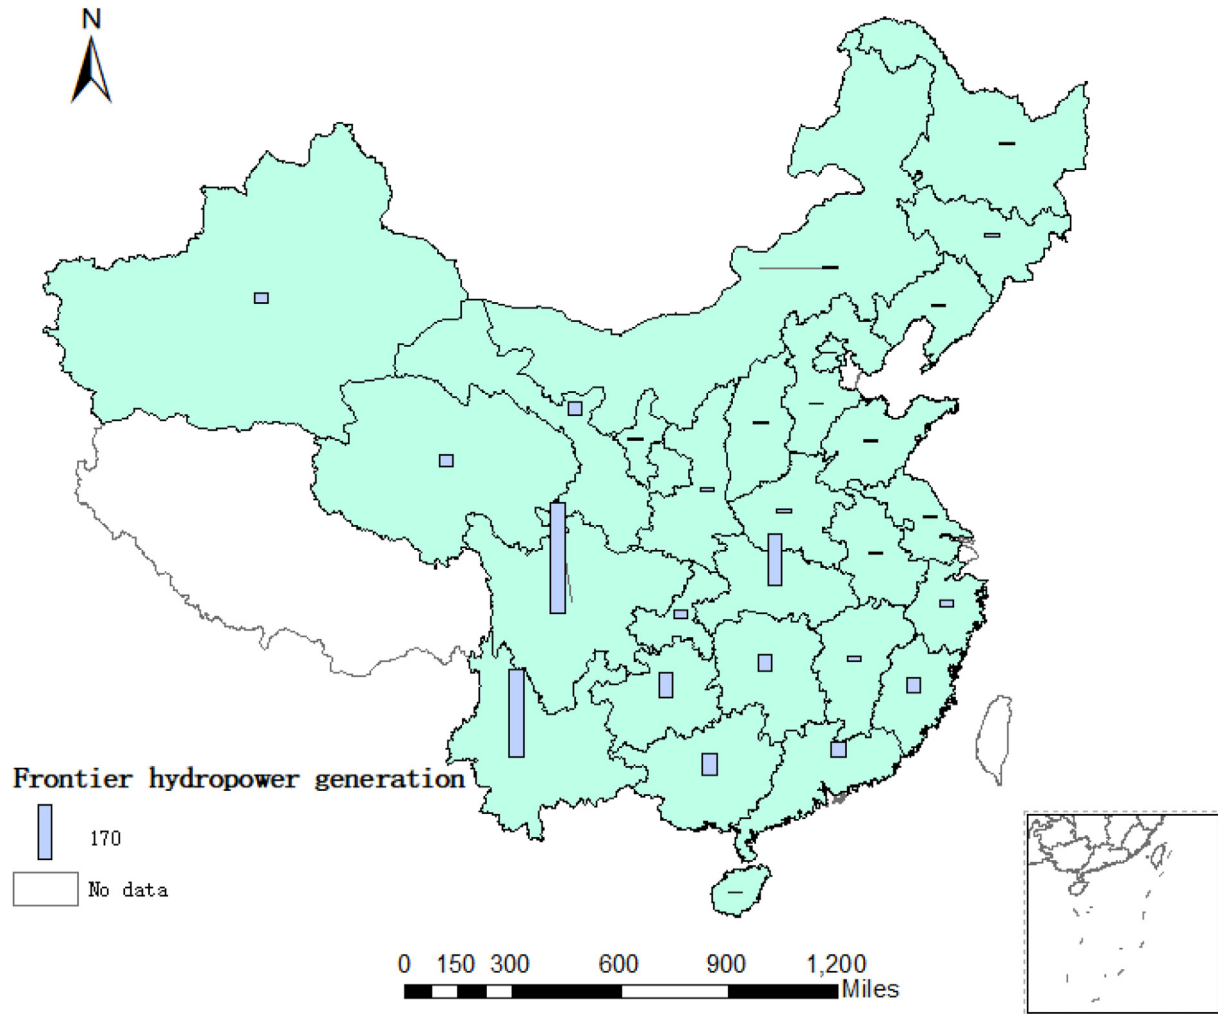 N
Frontier hydropower generation
170
No data
0 150 300 600 900 1,200
Miles